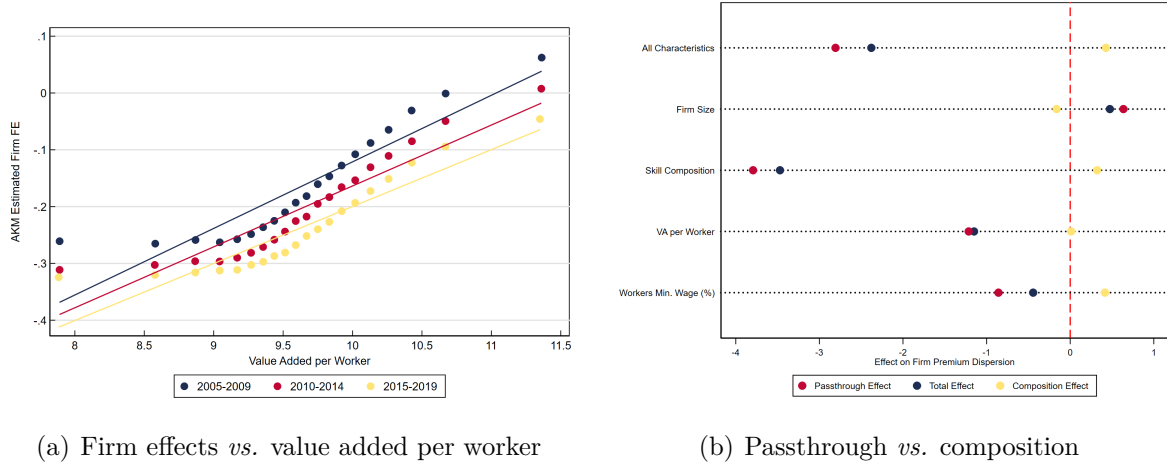 .1
0
-.1
-.2
-.3
-.4
AKM Estimated Firm FE
8 8.5 9 9.5 10 10.5 11 11.5
Value Added per Worker
2005-2009 2010-2014 2015-2019
(a) Firm effects vs. value added per worker
All Characteristics
Firm Size
Skill Composition
VA per Worker
Workers Min. Wage (%)
-4 -3 -2 -1 0 1
Effect on Firm Premium Dispersion
Passthrough Effect Total Effect Composition Effect
(b) Passthrough vs. composition